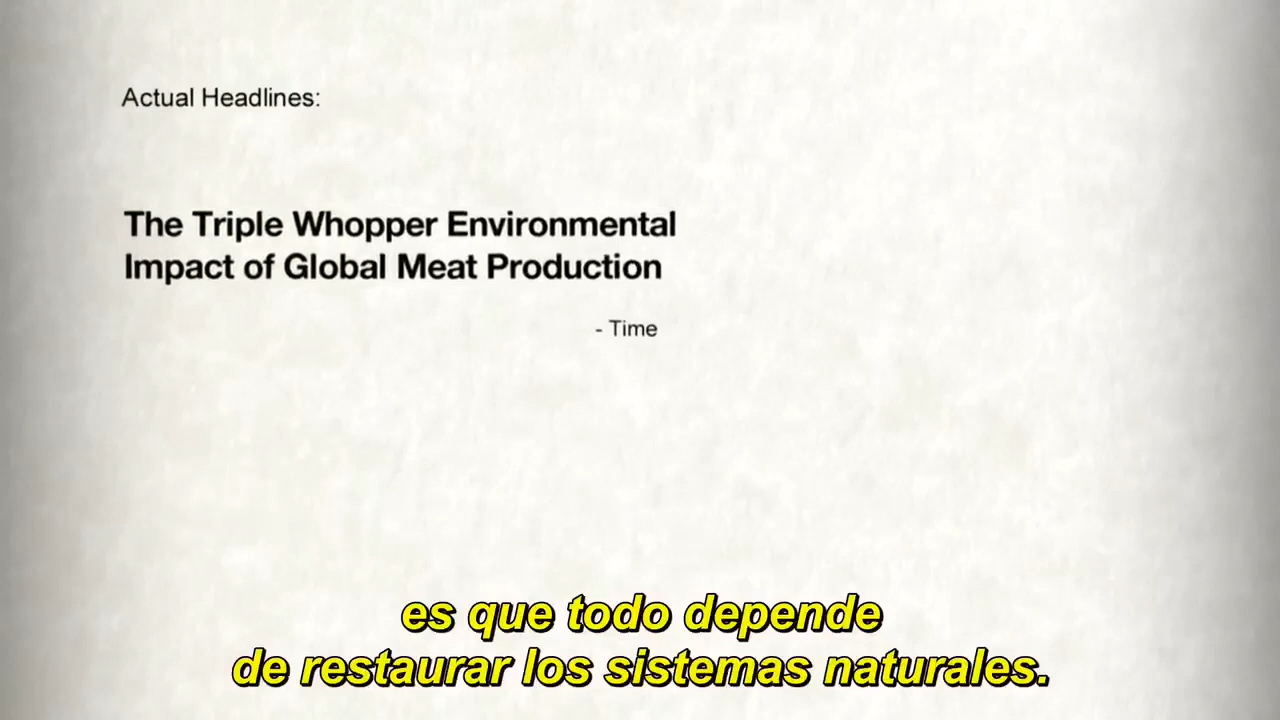 Actual Headlines:
The Triple Whopper Environmental
Impact of Global Meat Production
- Time
es que todo depende
de restaurar los sistemas naturales.